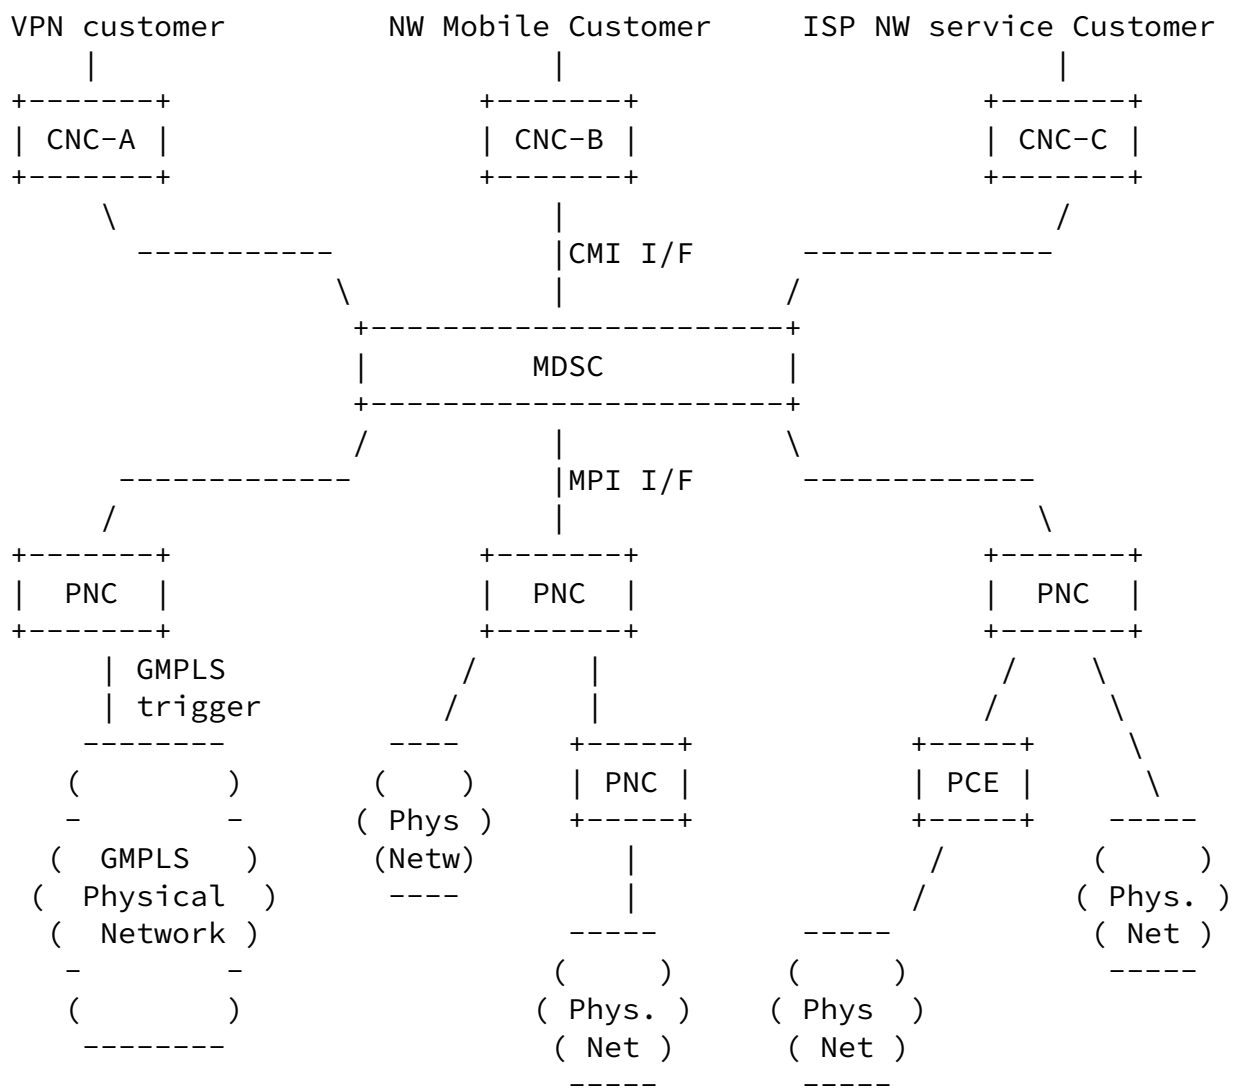 VPN customer NW Mobile Customer ISP NW service Customer
CNC-A CNC-B CNC-C
CMI I/F
MDSC
MPI I/F
PNC PNC PNC
GMPLS
trigger
PNC PCE
Phys
GMPLS (Netw)
Physical Phys.
Network Net
Phys. Phys
Net Net